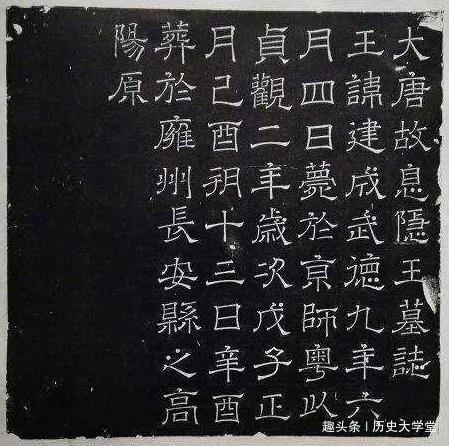 大唐故息隱王墓誌
王諱建成武德九年六
月四日薨於京師粵以
貞觀二年歲次戊子正
月己酉朔十三日辛酉
葬於雍州長安縣之高
陽原
趣头条 | 历史大学堂